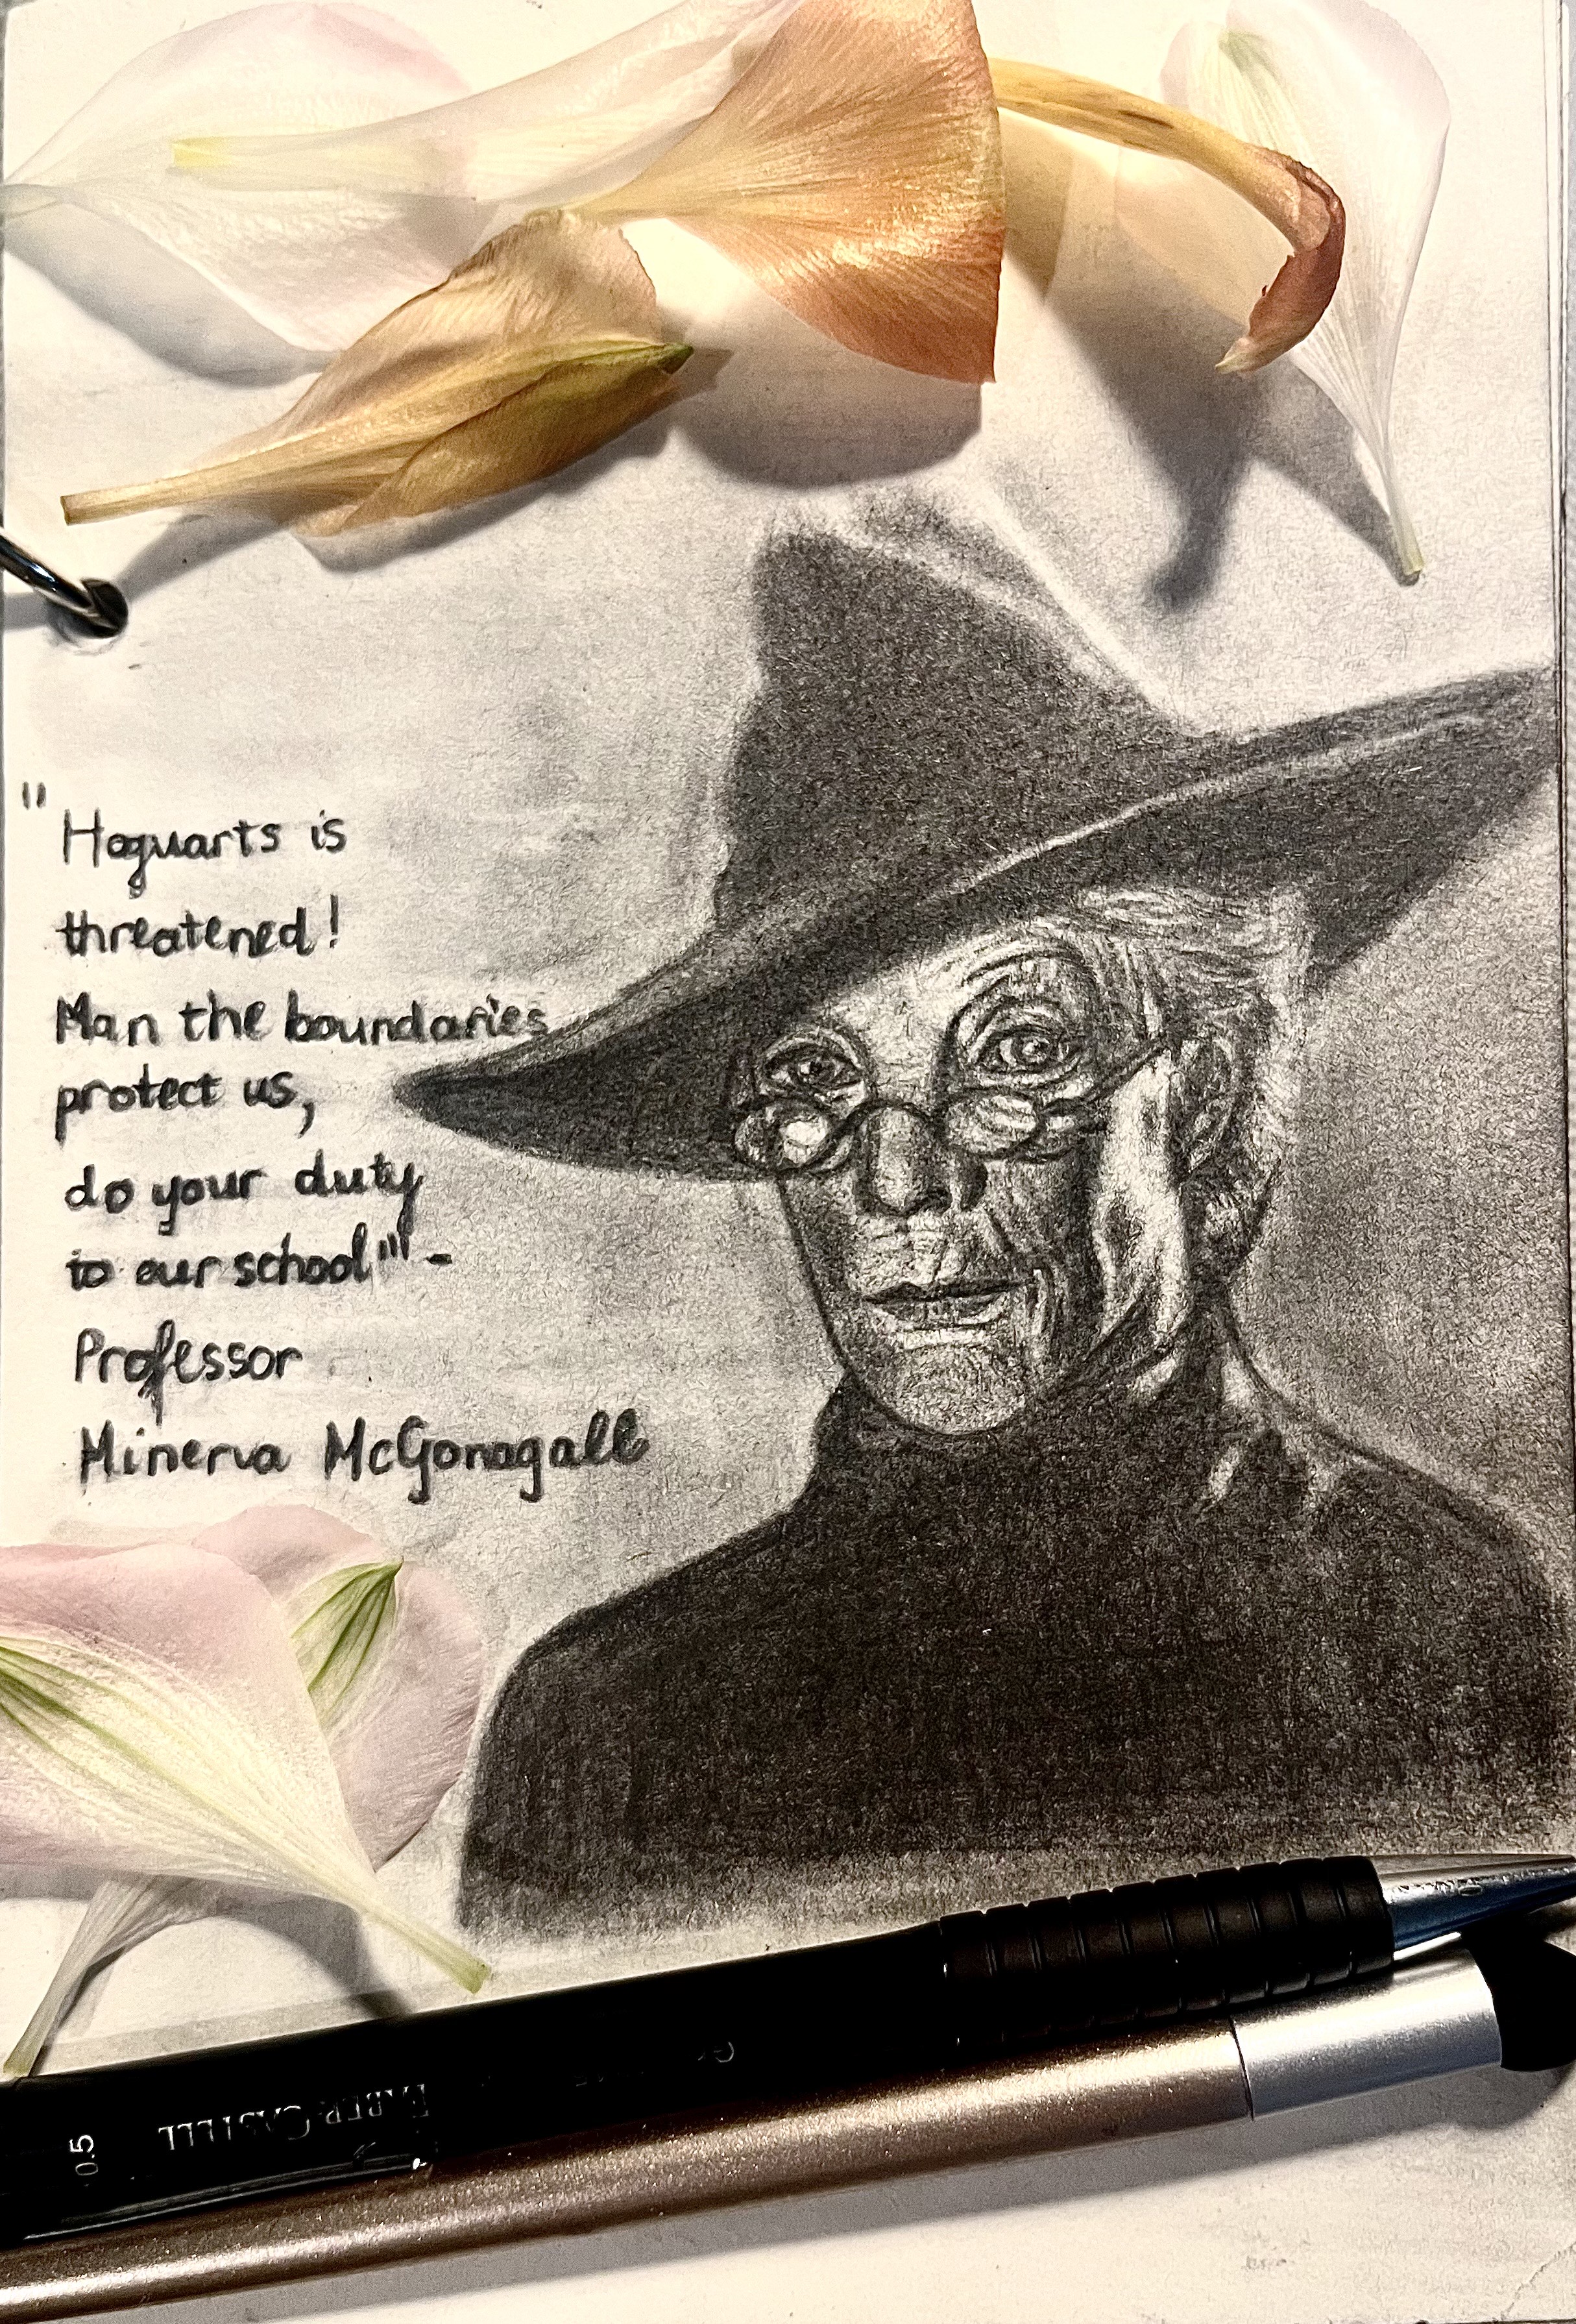 "Hogwarts is
threatened!
Man the boundaries
protect us,
do your duty
to our school"" -
Professor
Minerva McGonagall
FABER-CASTELL
0.5